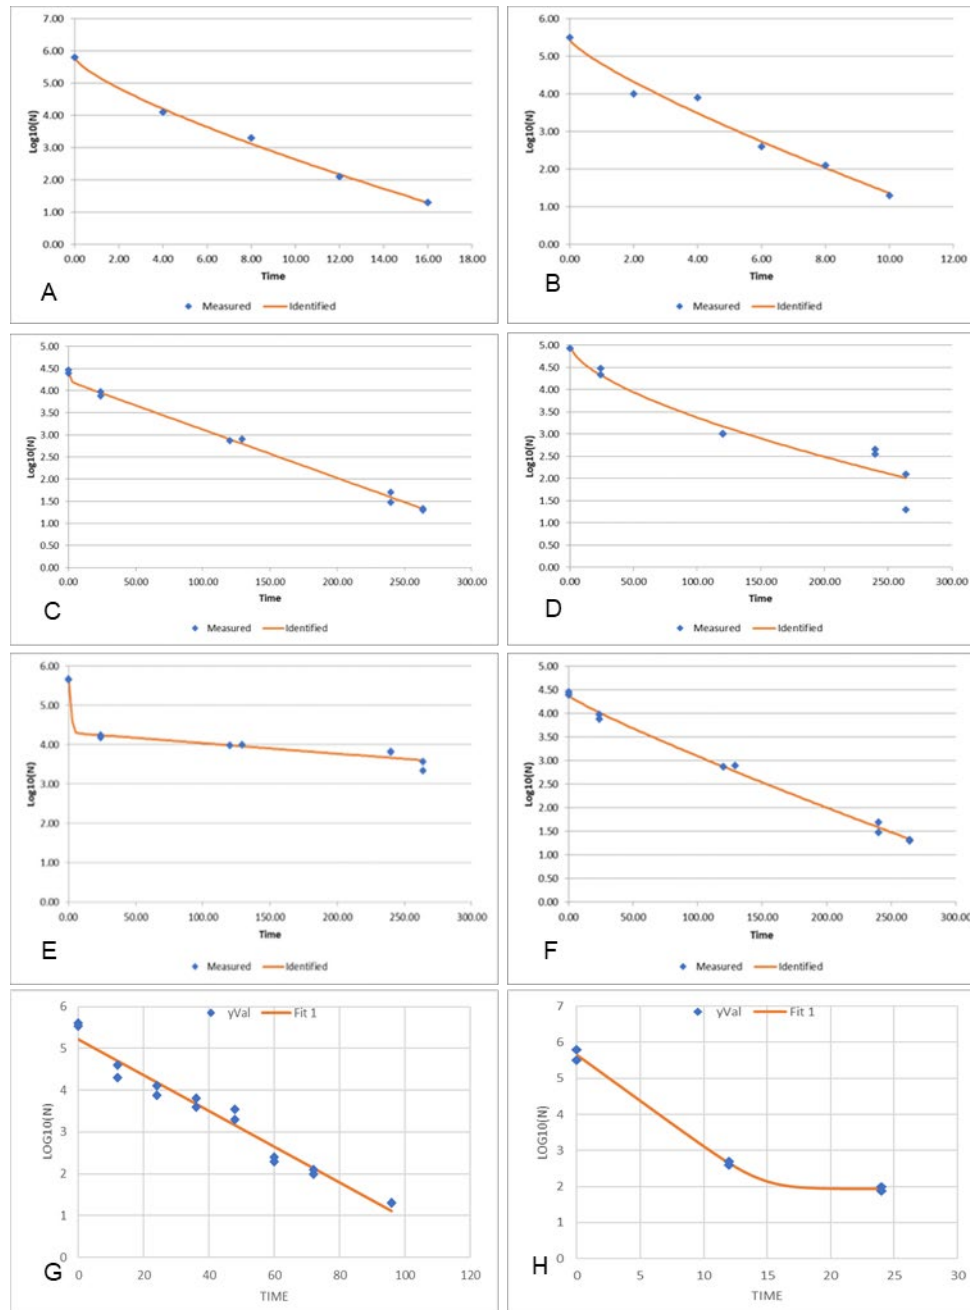 7.00
6.00
5.00
4.00
3.00
2.00
1.00
0.00
Log10(N)
0.00 2.00 4.00 6.00 8.00 10.00 12.00 14.00 16.00 18.00
Time
A
Measured Identified
6.00
5.00
4.00
3.00
2.00
1.00
0.00
Log10(N)
0.00 2.00 4.00 6.00 8.00 10.00 12.00
Time
B
Measured Identified
5.00
4.50
4.00
3.50
3.00
2.50
2.00
1.50
1.00
0.50
0.00
Log10(N)
0.00 50.00 100.00 150.00 200.00 250.00 300.00
Time
C
Measured Identified
5.00
4.50
4.00
3.50
3.00
2.50
2.00
1.50
1.00
0.50
0.00
Log10(N)
0.00 50.00 100.00 150.00 200.00 250.00 300.00
Time
D
Measured Identified
6.00
5.00
4.00
3.00
2.00
1.00
0.00
Log10(N)
0.00 50.00 100.00 150.00 200.00 250.00 300.00
Time
E
Measured Identified
5.00
4.50
4.00
3.50
3.00
2.50
2.00
1.50
1.00
0.50
0.00
Log10(N)
0.00 50.00 100.00 150.00 200.00 250.00 300.00
Time
F
Measured Identified
yVal Fit 1
6
5
4
3
2
1
0
LOG10(N)
0 20 40 60 80 100 120
TIME
G
yVal Fit 1
7
6
5
4
3
2
1
0
LOG10(N)
0 5 10 15 20 25 30
TIME
H